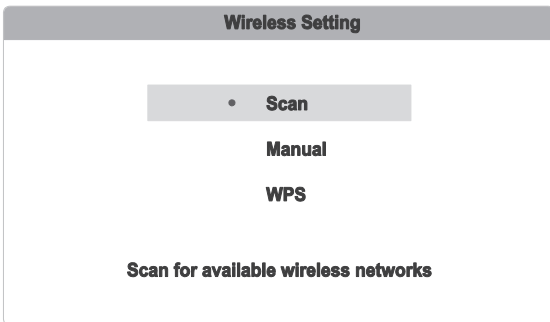 Wireless Setting
• Scan
Manual
WPS
Scan for available wireless networks